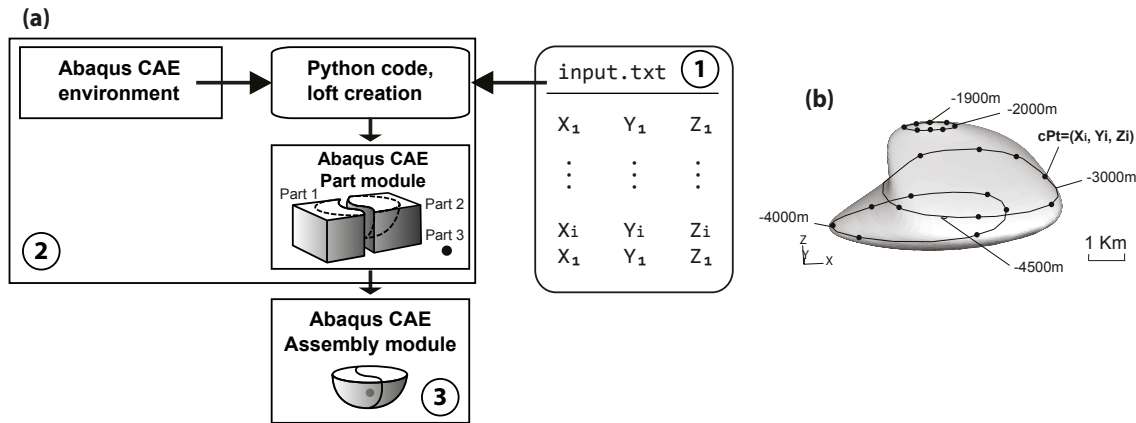 (a)
Abaqus CAE
environment
Python code,
loft creation
input.txt
1
X₁ Y₁ Z₁
⋮ ⋮ ⋮
Xi Yi Zi
X₁ Y₁ Z₁
Abaqus CAE
Part module
Part 1
Part 2
Part 3
2
Abaqus CAE
Assembly module
3
(b)
-1900m
-2000m
cPt=(Xi, Yi, Zi)
-3000m
-4000m
-4500m
Z
Y
X
1 Km